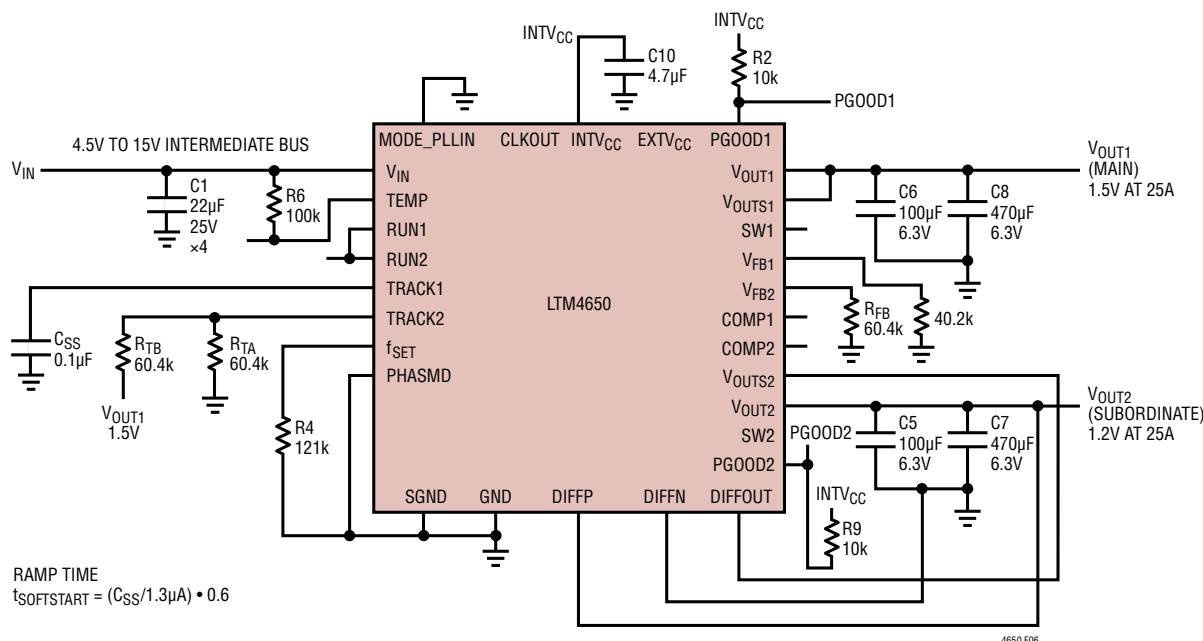 INTVCC
INTVCC
C10
4.7µF
R2
10k
PGOOD1
4.5V TO 15V INTERMEDIATE BUS
MODE_PLLIN
CLKOUT
INTVCC
EXTVCC
PGOOD1
VIN
C1
22µF
25V
×4
R6
100k
VIN
TEMP
RUN1
RUN2
TRACK1
TRACK2
fSET
PHASMD
LTM4650
VOUT1
VOUTS1
SW1
VFB1
VFB2
COMP1
COMP2
VOUTS2
VOUT2
SW2
PGOOD2
SGND
GND
DIFFP
DIFFN
DIFFOUT
C6
100µF
6.3V
C8
470µF
6.3V
VOUT1
(MAIN)
1.5V AT 25A
RFB
60.4k
40.2k
CSS
0.1µF
RTB
60.4k
RTA
60.4k
VOUT1
1.5V
R4
121k
VOUT2
(SUBORDINATE)
1.2V AT 25A
C5
100µF
6.3V
C7
470µF
6.3V
PGOOD2
INTVCC
R9
10k
RAMP TIME
tSOFTSTART = (CSS/1.3µA) • 0.6
4650 F06